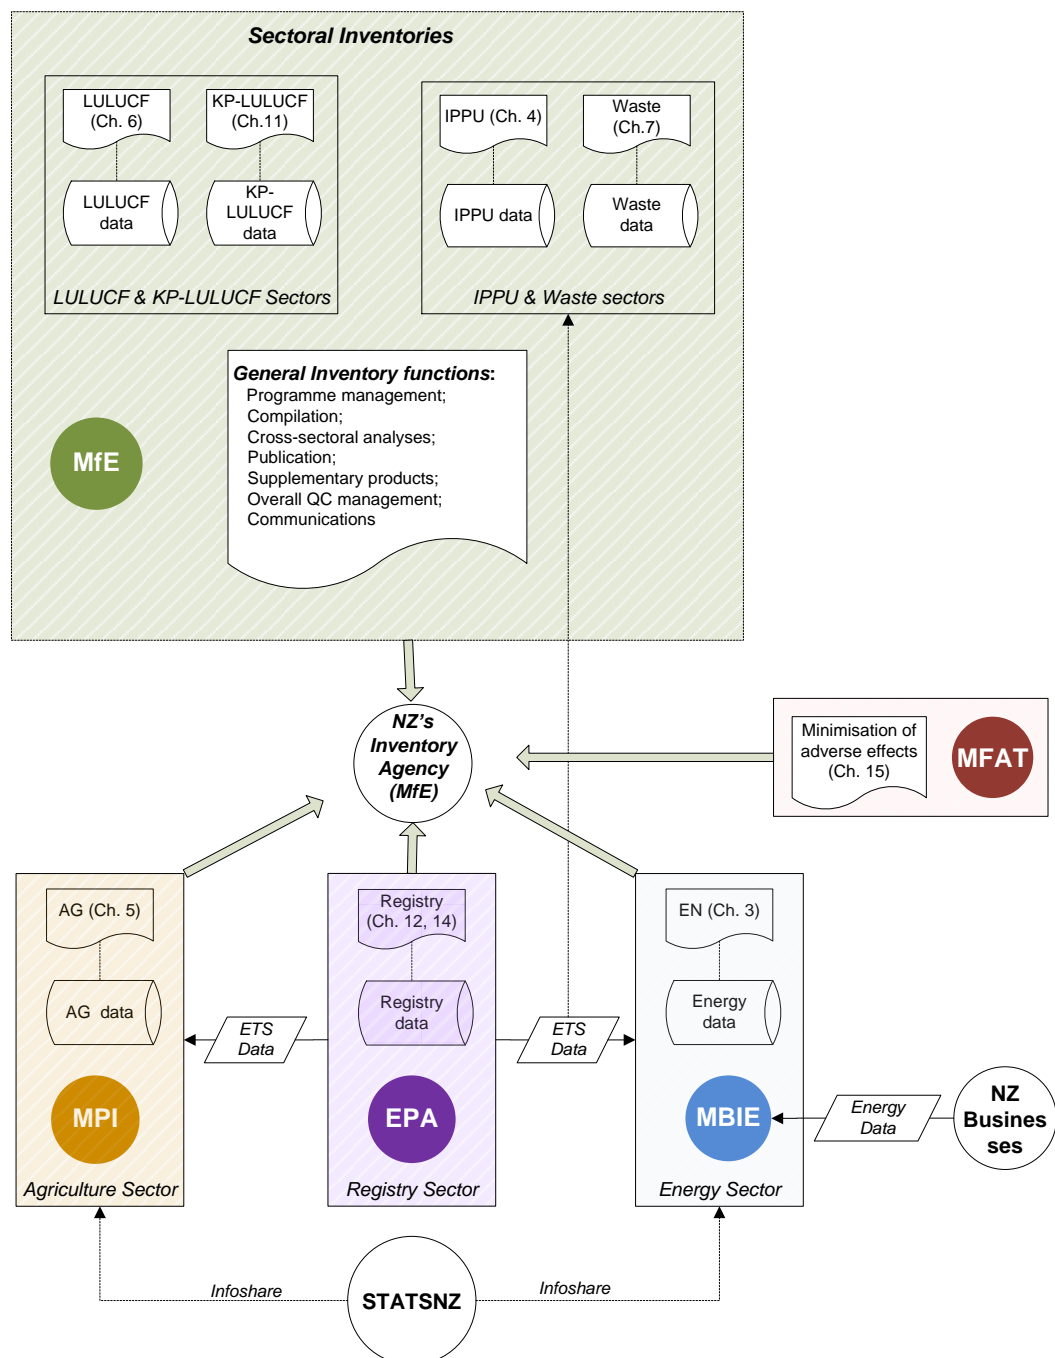 Sectoral Inventories
LULUCF
(Ch. 6)
KP-LULUCF
(Ch.11)
IPPU (Ch. 4)
Waste
(Ch.7)
LULUCF
data
KP-
LULUCF
data
IPPU data
Waste
data
LULUCF & KP-LULUCF Sectors
IPPU & Waste sectors
General Inventory functions:
Programme management;
Compilation;
Cross-sectoral analyses;
Publication;
Supplementary products;
Overall QC management;
Communications
MfE
NZ's
Inventory
Agency
(MfE)
Minimisation of
adverse effects
(Ch. 15)
MFAT
AG (Ch. 5)
AG  data
MPI
Agriculture Sector
ETS
Data
Registry
(Ch. 12, 14)
Registry
data
EPA
Registry Sector
ETS
Data
EN (Ch. 3)
Energy
data
MBIE
Energy Sector
Energy
Data
NZ
Busines
ses
Infoshare
STATSNZ
Infoshare